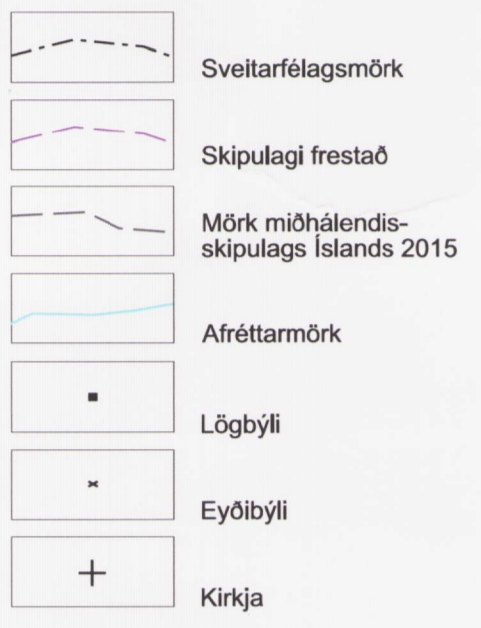 Sveitarfélagsmörk
Skipulagi frestað
Mörk miðhálendis-
skipulags Íslands 2015
Afréttarmörk
Lögbýli
Eyðibýli
Kirkja